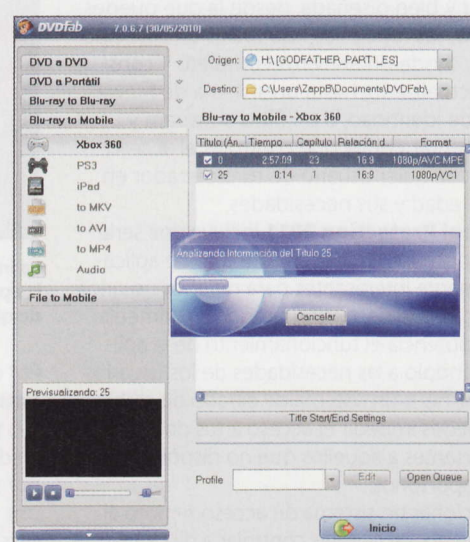 DVDfab 7.0.6.7 (30/05/2010)
DVD a DVD
DVD a Portátil
Blu-ray to Blu-ray
Blu-ray to Mobile
Xbox 360
PS3
iPad
to MKV
to AVI
to MP4
Audio
File to Mobile
Previsualizando: 25
Origen: H:\[GODFATHER_PART1_ES]
Destino: C:\Users\ZappB\Documents\DVDFab\
Blu-ray to Mobile - Xbox 360
Título (Án... Tiempo ... Capítulo Relación d... Format
0 2:57:09 23 16:9 1080p/AVC MPE
25 0:14 1 16:9 1080p/VC1
Analizando Información del Título 25...
Cancelar
Title Start/End Settings
Profile Edit Open Queue
Inicio